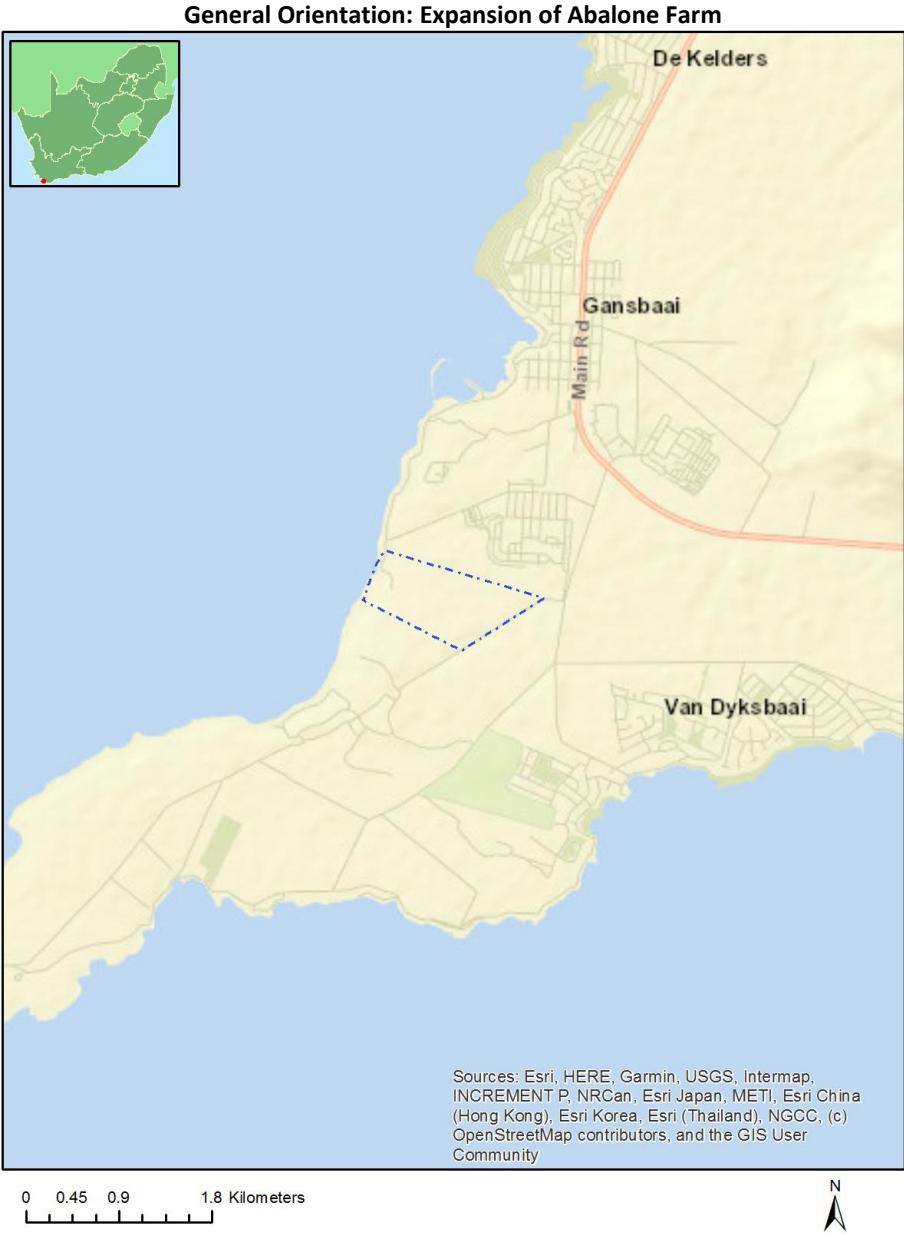 General Orientation: Expansion of Abalone Farm
De Kelders
Gansbaai
Main Rd
Van Dyksbaai
Sources: Esri, HERE, Garmin, USGS, Intermap,
INCREMENT P, NRCan, Esri Japan, METI, Esri China
(Hong Kong), Esri Korea, Esri (Thailand), NGCC, (c)
OpenStreetMap contributors, and the GIS User
Community
0 0.45 0.9 1.8 Kilometers
N